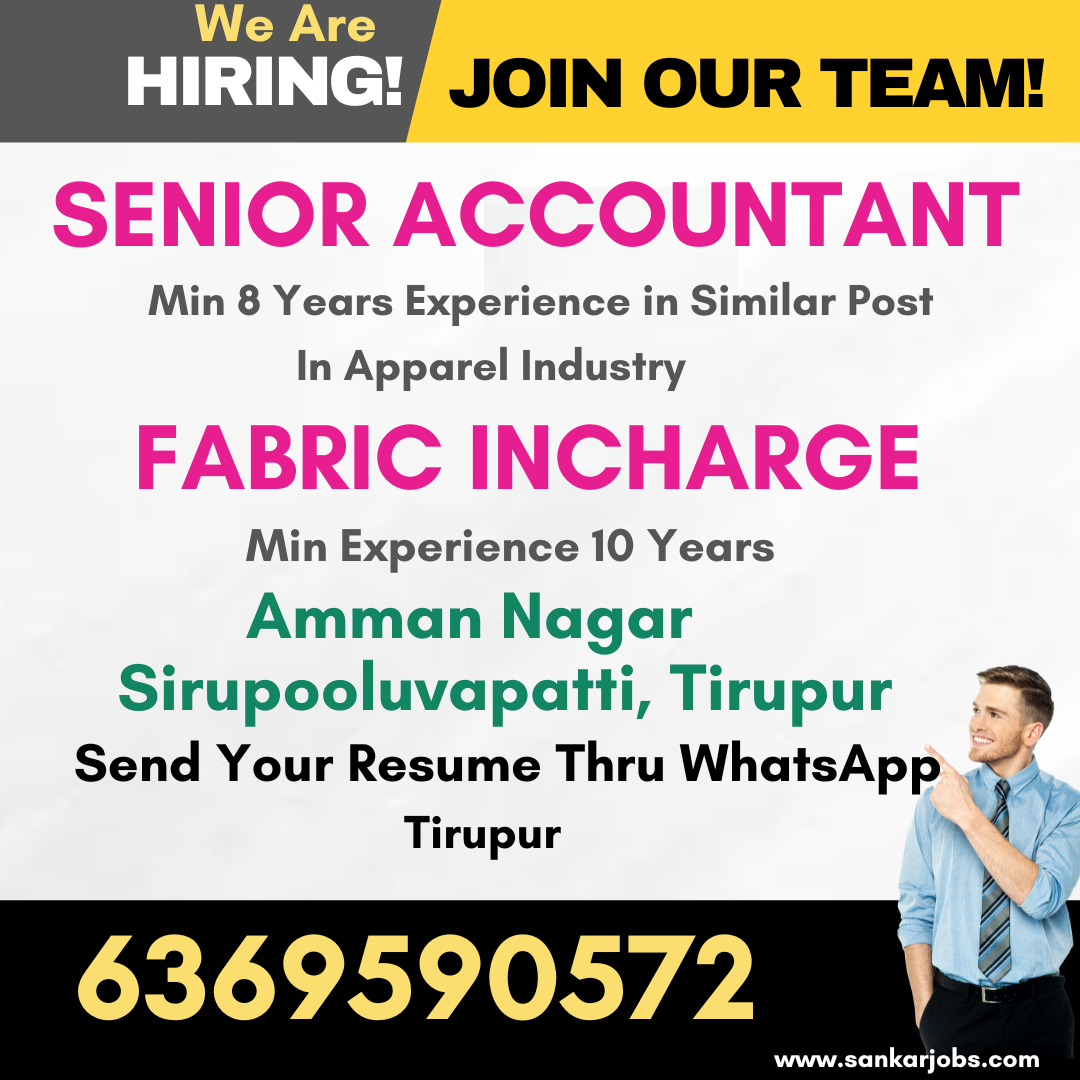 We Are
HIRING!
JOIN OUR TEAM!
SENIOR ACCOUNTANT
Min 8 Years Experience in Similar Post
In Apparel Industry
FABRIC INCHARGE
Min Experience 10 Years
Amman Nagar
Sirupooluvapatti, Tirupur
Send Your Resume Thru WhatsApp
Tirupur
6369590572
www.sankarjobs.com